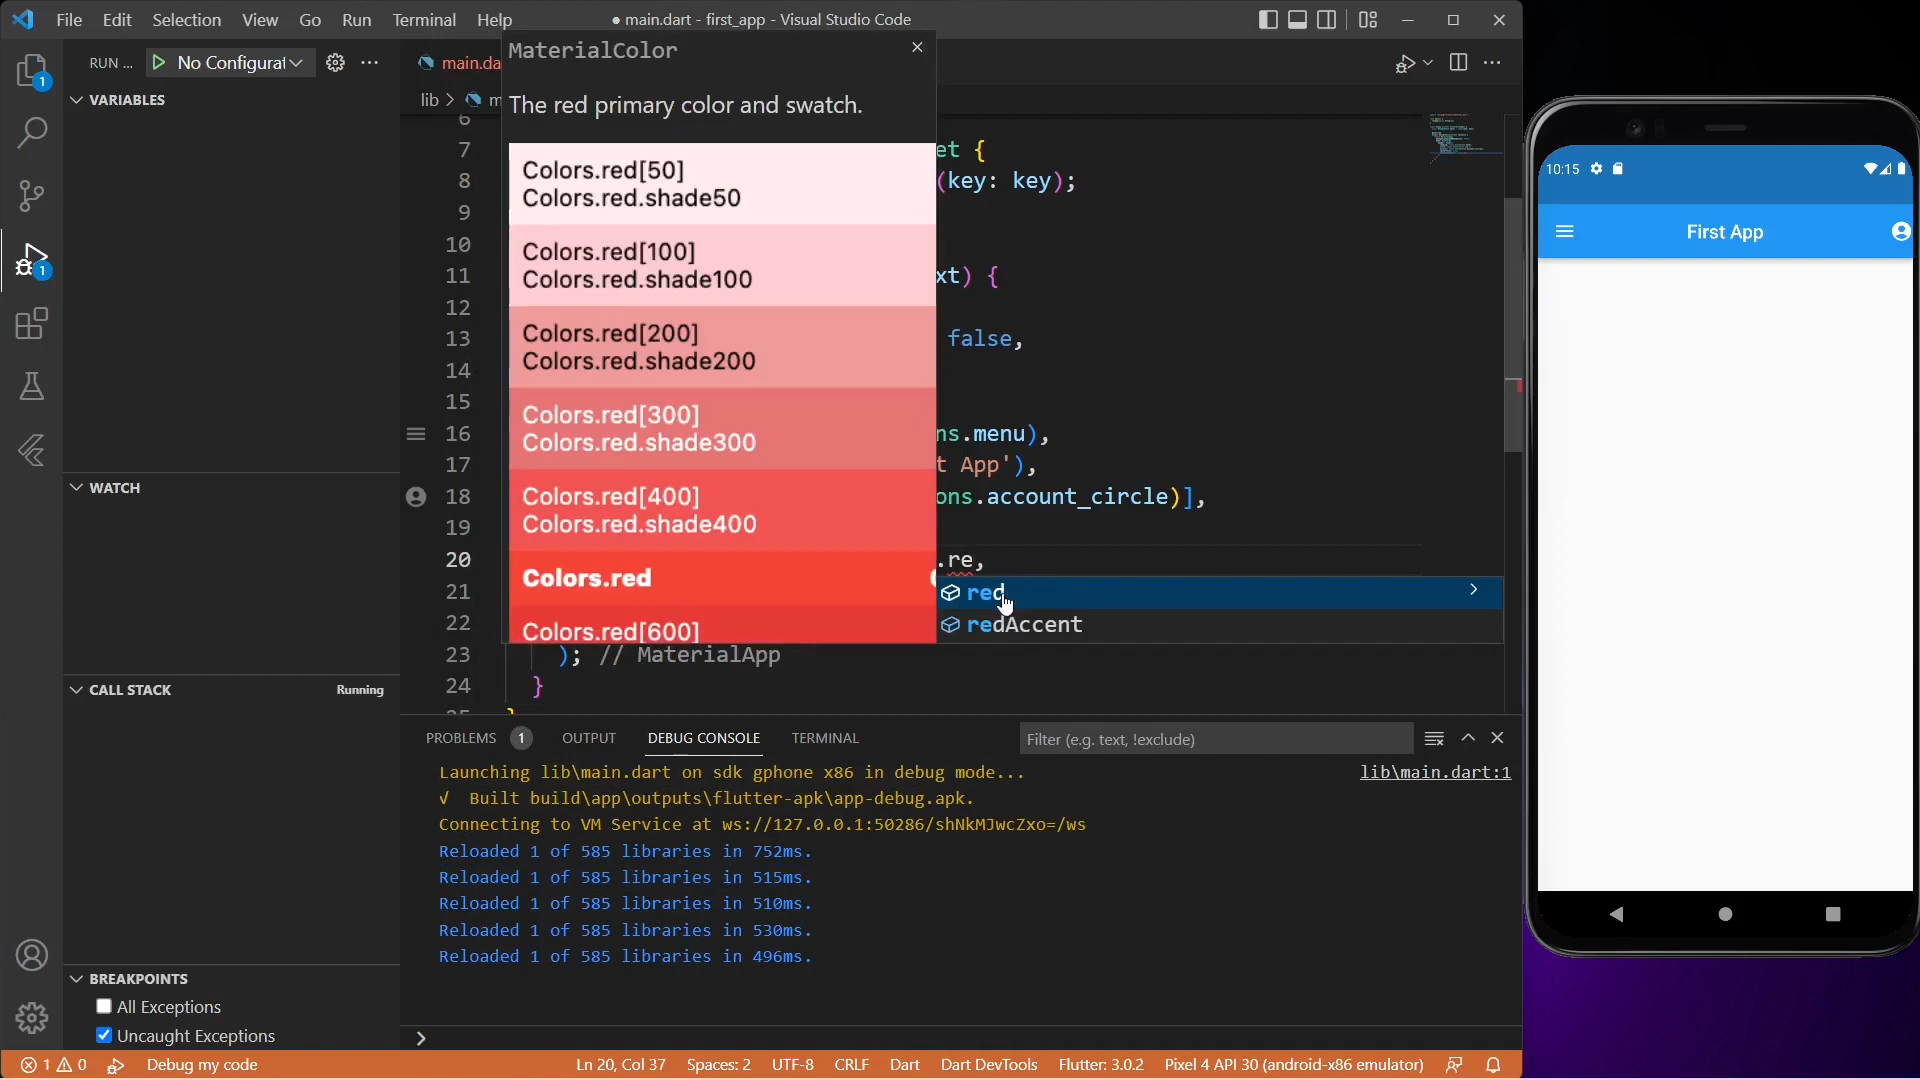 File Edit Selection View Go Run Terminal Help
● main.dart - first_app - Visual Studio Code
RUN ... No Configurat
VARIABLES
WATCH
CALL STACK Running
BREAKPOINTS
All Exceptions
Uncaught Exceptions
main.da
lib > m
MaterialColor
The red primary color and swatch.
Colors.red[50]
Colors.red.shade50
Colors.red[100]
Colors.red.shade100
Colors.red[200]
Colors.red.shade200
Colors.red[300]
Colors.red.shade300
Colors.red[400]
Colors.red.shade400
Colors.red
Colors.red[600]
6
7 et {
8 (key: key);
9
10
11 xt) {
12
13 false,
14
15
16 ns.menu),
17 t App'),
18 ons.account_circle)],
19
20 .re,
21
22
23 ); // MaterialApp
24 }
red
redAccent
PROBLEMS 1 OUTPUT DEBUG CONSOLE TERMINAL
Filter (e.g. text, !exclude)
Launching lib\main.dart on sdk gphone x86 in debug mode... lib\main.dart:1
√ Built build\app\outputs\flutter-apk\app-debug.apk.
Connecting to VM Service at ws://127.0.0.1:50286/shNkMJwcZxo=/ws
Reloaded 1 of 585 libraries in 752ms.
Reloaded 1 of 585 libraries in 515ms.
Reloaded 1 of 585 libraries in 510ms.
Reloaded 1 of 585 libraries in 530ms.
Reloaded 1 of 585 libraries in 496ms.
1 0 Debug my code
Ln 20, Col 37 Spaces: 2 UTF-8 CRLF Dart Dart DevTools Flutter: 3.0.2 Pixel 4 API 30 (android-x86 emulator)
10:15
First App
1
1